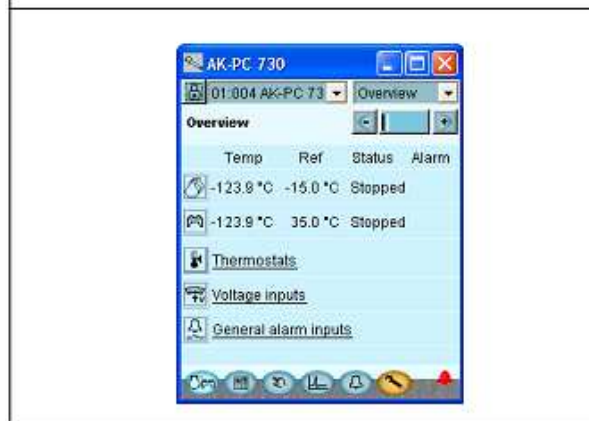 AK-PC 730
01:004 AK-PC 73 Overview
Overview
Temp Ref Status Alarm
-123.9 °C -15.0 °C Stopped
-123.9 °C 35.0 °C Stopped
Thermostats
Voltage inputs
General alarm inputs